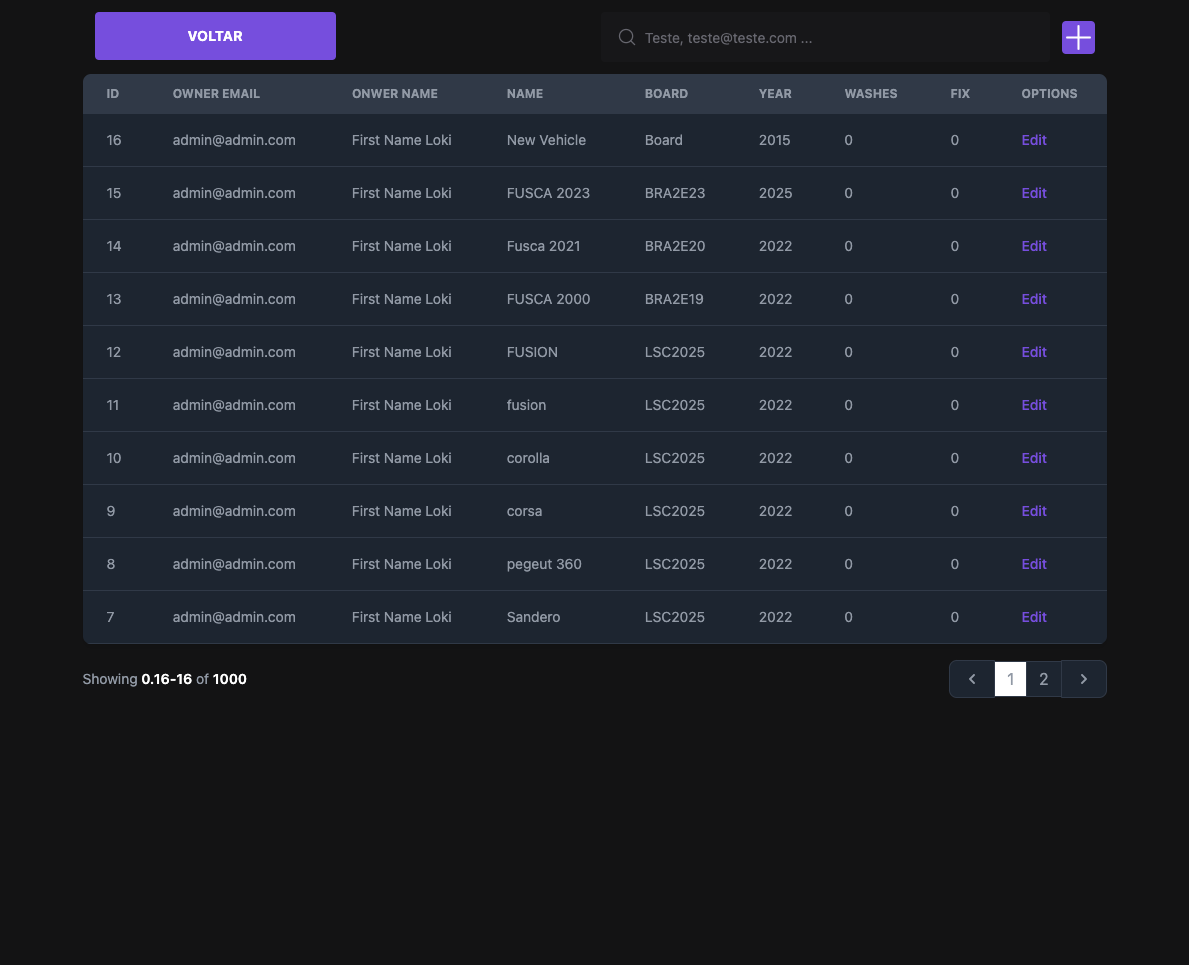 VOLTAR
Teste, teste@teste.com ...
ID OWNER EMAIL ONWER NAME NAME BOARD YEAR WASHES FIX OPTIONS
16 admin@admin.com First Name Loki New Vehicle Board 2015 0 0 Edit
15 admin@admin.com First Name Loki FUSCA 2023 BRA2E23 2025 0 0 Edit
14 admin@admin.com First Name Loki Fusca 2021 BRA2E20 2022 0 0 Edit
13 admin@admin.com First Name Loki FUSCA 2000 BRA2E19 2022 0 0 Edit
12 admin@admin.com First Name Loki FUSION LSC2025 2022 0 0 Edit
11 admin@admin.com First Name Loki fusion LSC2025 2022 0 0 Edit
10 admin@admin.com First Name Loki corolla LSC2025 2022 0 0 Edit
9 admin@admin.com First Name Loki corsa LSC2025 2022 0 0 Edit
8 admin@admin.com First Name Loki pegeut 360 LSC2025 2022 0 0 Edit
7 admin@admin.com First Name Loki Sandero LSC2025 2022 0 0 Edit
Showing 0.16-16 of 1000
1 2